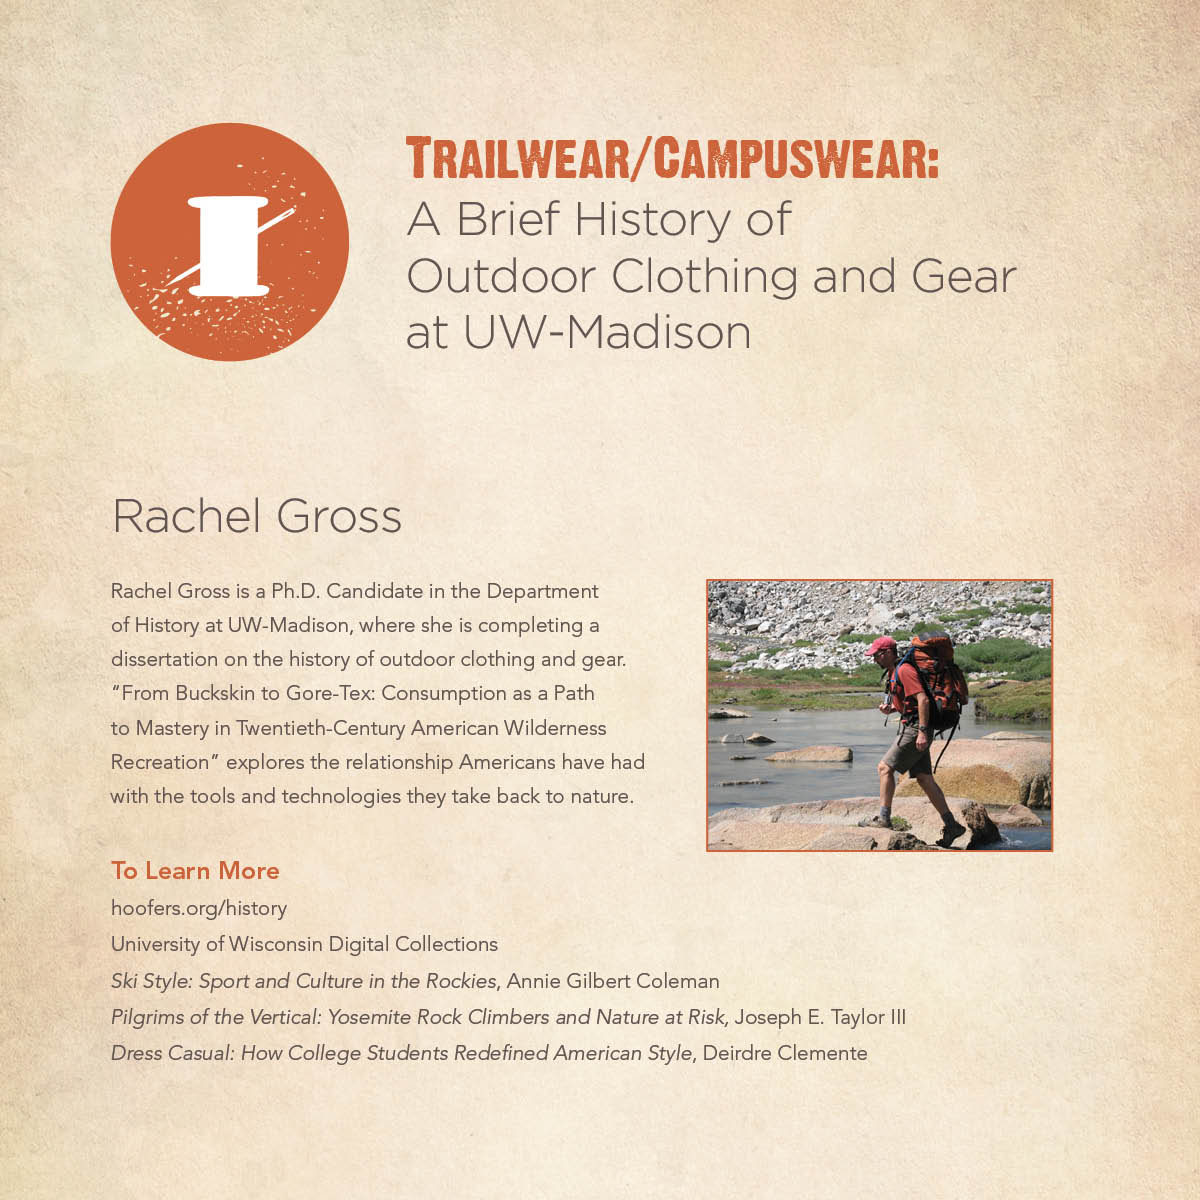 TRAILWEAR/CAMPUSWEAR:
A Brief History of
Outdoor Clothing and Gear
at UW-Madison
Rachel Gross
Rachel Gross is a Ph.D. Candidate in the Department
of History at UW-Madison, where she is completing a
dissertation on the history of outdoor clothing and gear.
“From Buckskin to Gore-Tex: Consumption as a Path
to Mastery in Twentieth-Century American Wilderness
Recreation” explores the relationship Americans have had
with the tools and technologies they take back to nature.
To Learn More
hoofers.org/history
University of Wisconsin Digital Collections
Ski Style: Sport and Culture in the Rockies, Annie Gilbert Coleman
Pilgrims of the Vertical: Yosemite Rock Climbers and Nature at Risk, Joseph E. Taylor III
Dress Casual: How College Students Redefined American Style, Deirdre Clemente